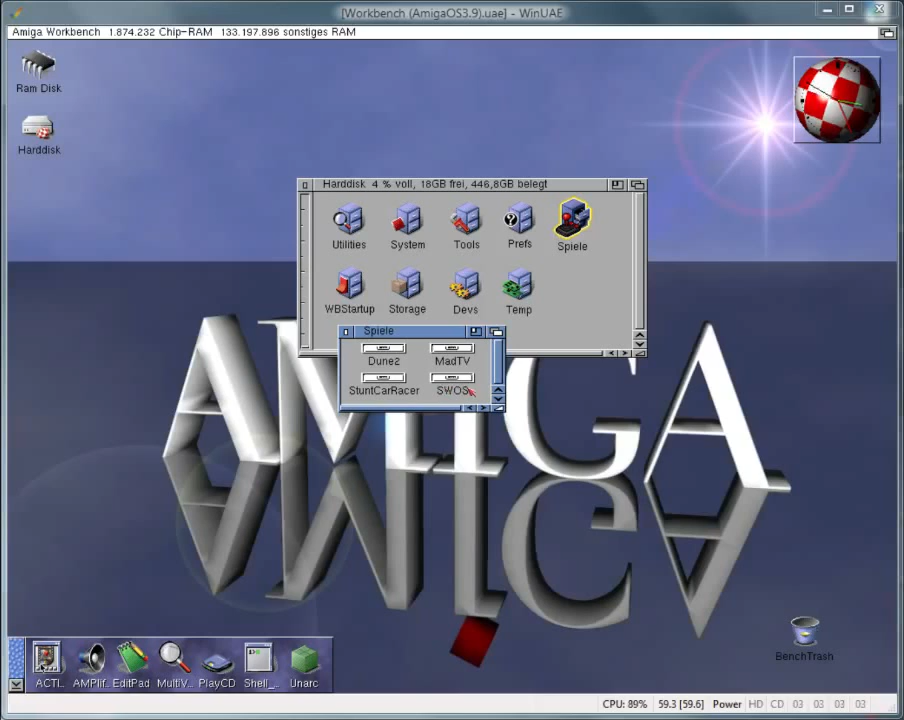 [Workbench (AmigaOS3.9).uae] - WinUAE
Amiga Workbench 1.874.232 Chip-RAM 133.197.896 sonstiges RAM
Ram Disk
Harddisk
Harddisk 4 % voll, 18GB frei, 446,8GB belegt
Utilities System Tools Prefs Spiele
WBStartup Storage Devs Temp
Spiele
Dune2 MadTV
StuntCarRacer SWOS
AMIGA
BenchTrash
ACTI... AMPlif... EditPad MultiV... PlayCD Shell_... Unarc
CPU: 89% 59.3 [59.6] Power HD CD 03 03 03 03